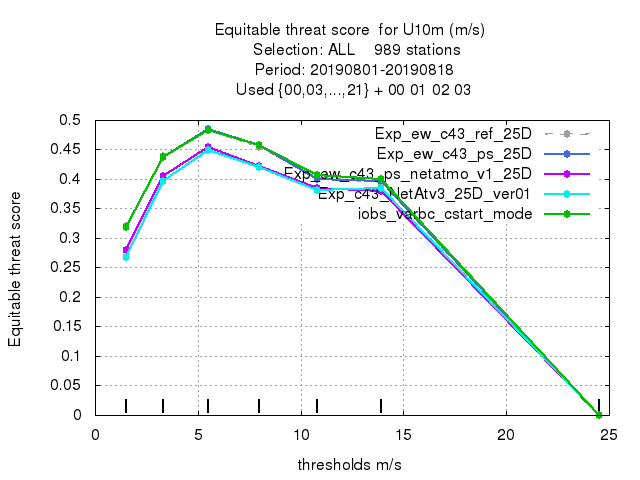 Equitable threat score for U10m (m/s)
Selection: ALL 989 stations
Period: 20190801-20190818
Used {00,03,...,21} + 00 01 02 03
Exp_ew_c43_ref_25D
Exp_ew_c43_ps_25D
Exp_ew_c43_ps_netatmo_v1_25D
Exp_c43_NetAtv3_25D_ver01
iobs_varbc_cstart_mode
Equitable threat score
0.5
0.45
0.4
0.35
0.3
0.25
0.2
0.15
0.1
0.05
0
0 5 10 15 20 25
thresholds m/s